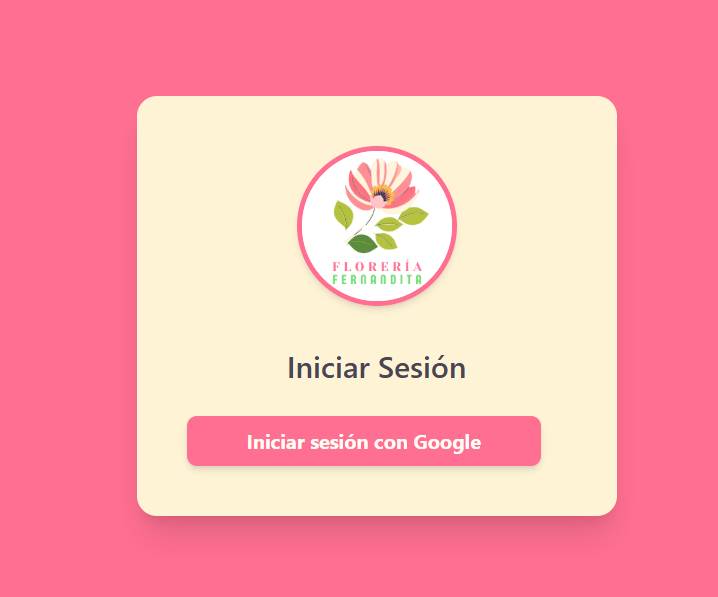 FLORERÍA
FERNANDITA
Iniciar Sesión
Iniciar sesión con Google